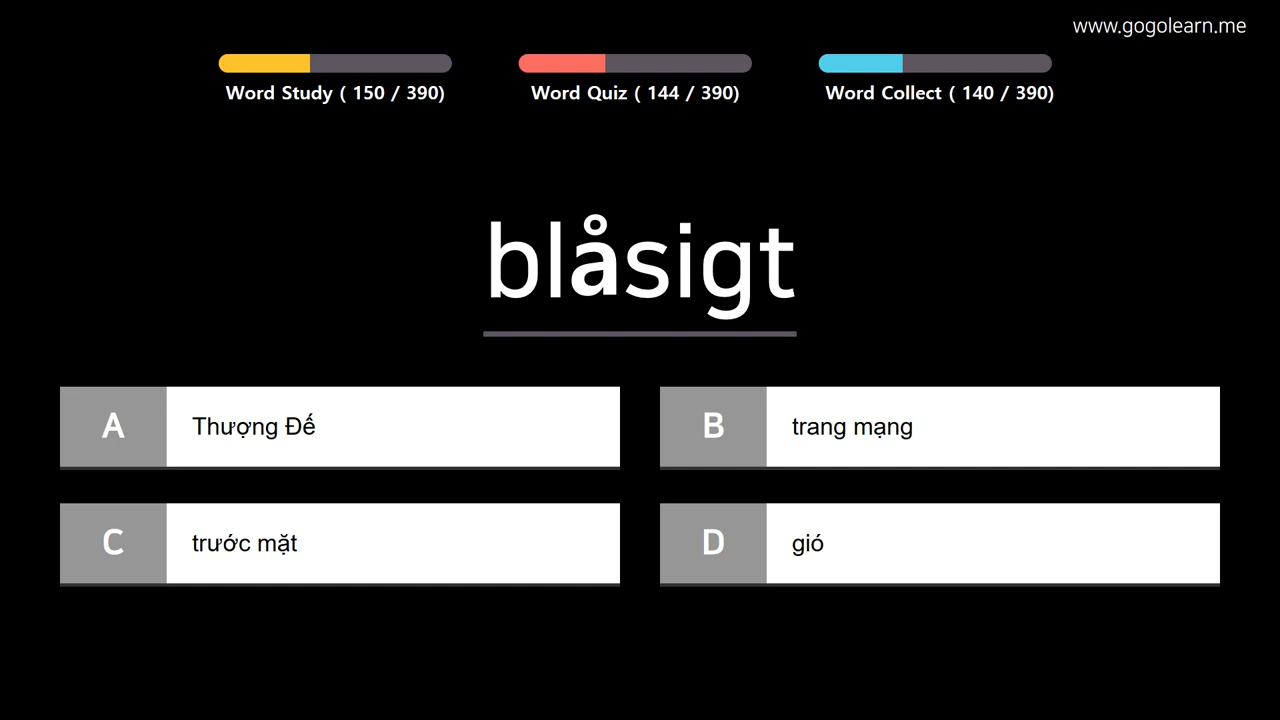 www.gogolearn.me
Word Study ( 150 / 390)
Word Quiz ( 144 / 390)
Word Collect ( 140 / 390)
blåsigt
A Thượng Đế
B trang mạng
C trước mặt
D gió